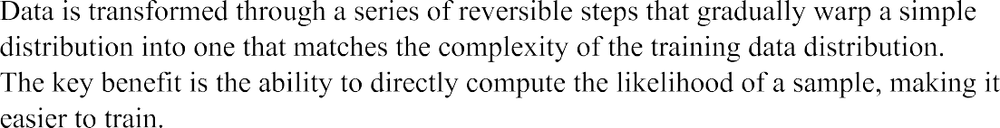 Data is transformed through a series of reversible steps that gradually warp a simple
distribution into one that matches the complexity of the training data distribution.
The key benefit is the ability to directly compute the likelihood of a sample, making it
easier to train.